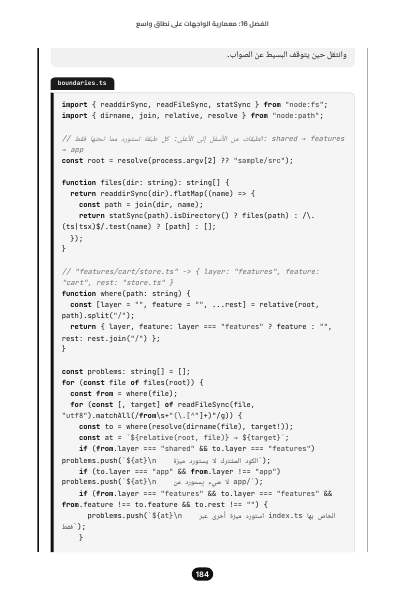 الفصل 16: معمارية الواجهات على نطاق واسع
وانتقل حين يتوقف البسيط عن الصواب.
boundaries.ts
import { readdirSync, readFileSync, statSync } from "node:fs";
import { dirname, join, relative, resolve } from "node:path";
// الطبقات من الأسفل إلى الأعلى: كل طبقة تستورد مما تحتها فقط: shared → features
→ app
const root = resolve(process.argv[2] ?? "sample/src");
function files(dir: string): string[] {
  return readdirSync(dir).flatMap((name) => {
    const path = join(dir, name);
    return statSync(path).isDirectory() ? files(path) : /\.
(ts|tsx)$/.test(name) ? [path] : [];
  });
}
// "features/cart/store.ts" -> { layer: "features", feature:
"cart", rest: "store.ts" }
function where(path: string) {
  const [layer = "", feature = "", ...rest] = relative(root,
path).split("/");
  return { layer, feature: layer === "features" ? feature : "",
rest: rest.join("/") };
}
const problems: string[] = [];
for (const file of files(root)) {
  const from = where(file);
  for (const [, target] of readFileSync(file,
"utf8").matchAll(/from\s+"(\.[^"]+)"/g)) {
    const to = where(resolve(dirname(file), target!));
    const at = `${relative(root, file)} → ${target}`;
    if (from.layer === "shared" && to.layer === "features")
problems.push(`${at}\n    الكود المشترك لا يستورد ميزة`);
    if (to.layer === "app" && from.layer !== "app")
problems.push(`${at}\n    لا شيء يستورد من app/`);
    if (from.layer === "features" && to.layer === "features" &&
from.feature !== to.feature && to.rest !== "") {
      problems.push(`${at}\n    استورد ميزة أخرى عبر index.ts الخاص بها
فقط`);
    }
184